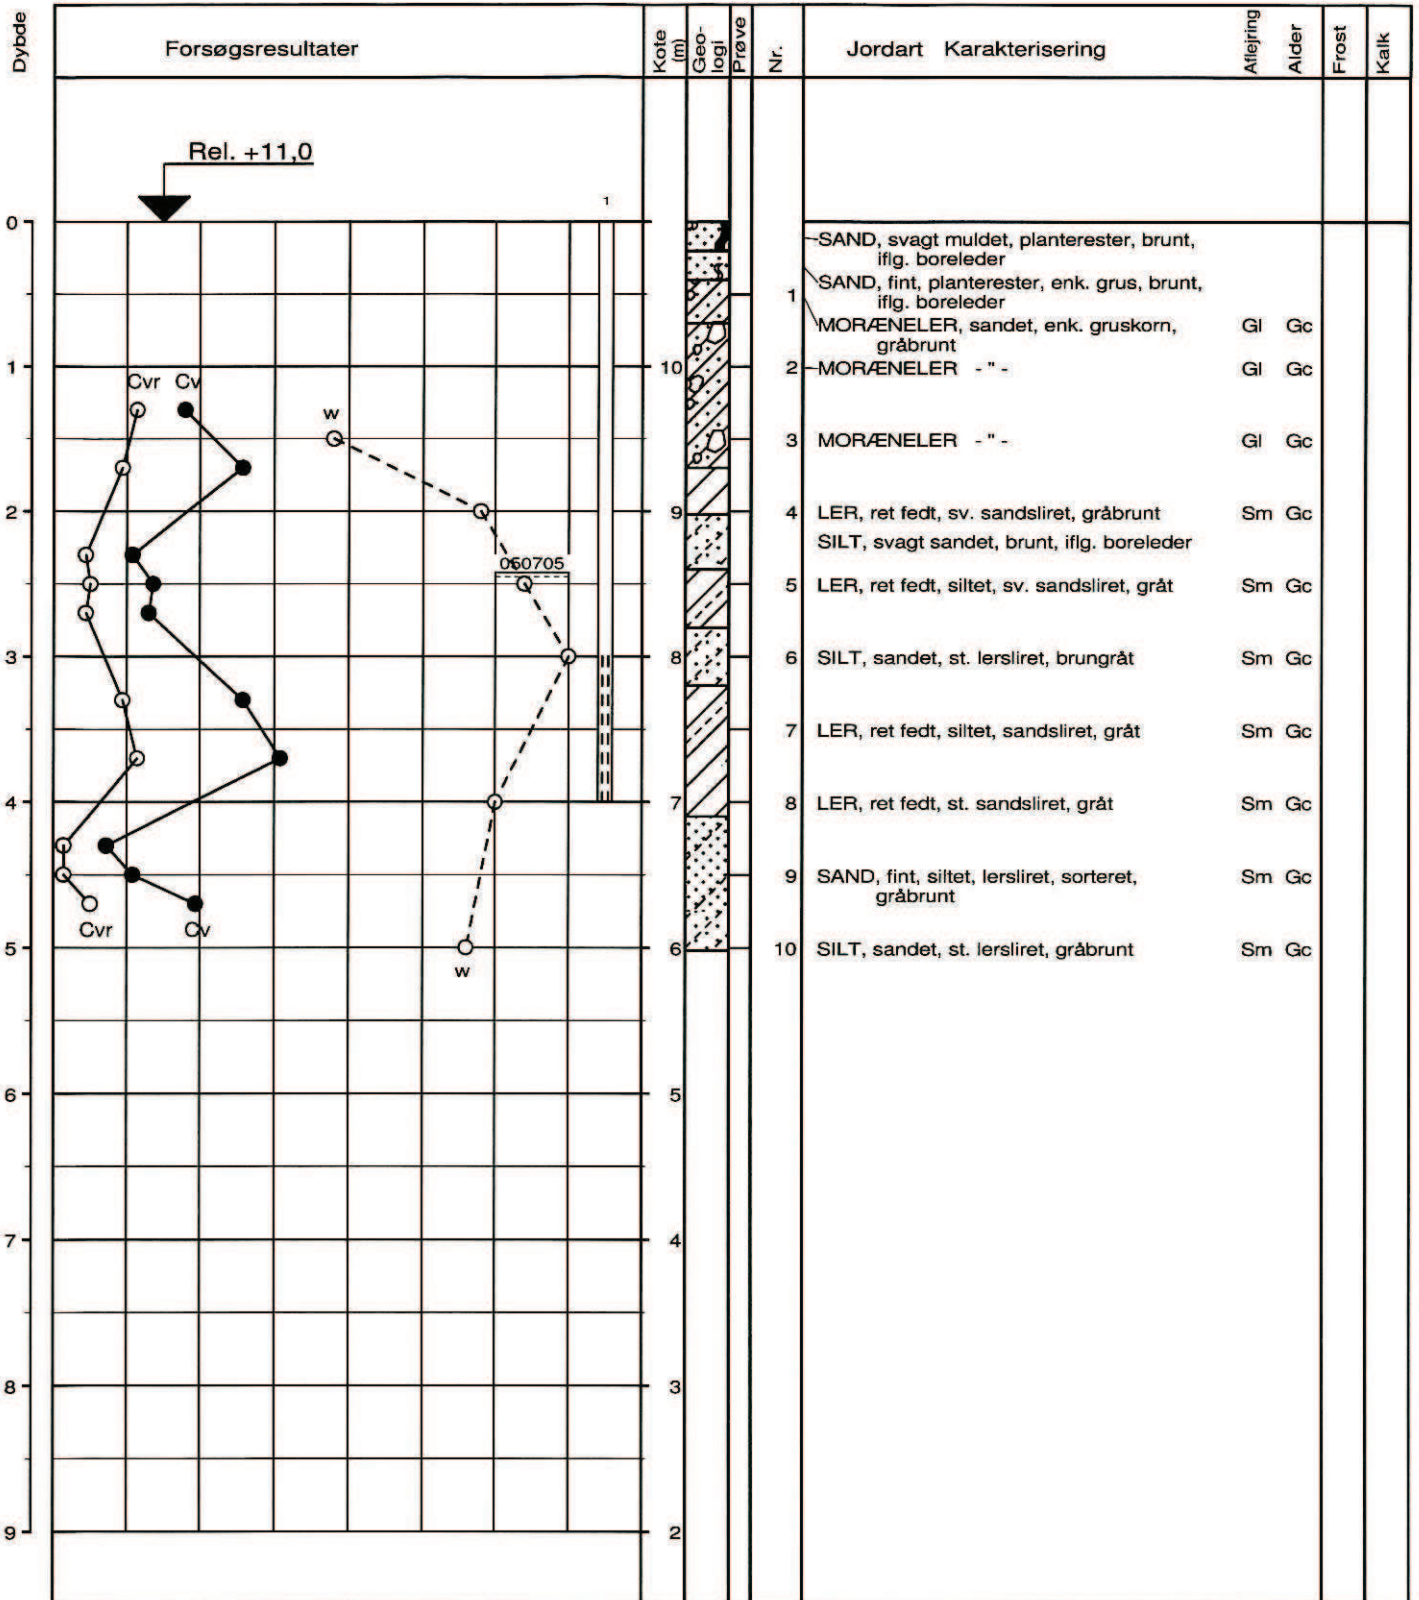 Dybde
Forsøgsresultater
Kote (m)
Geo-
logi
Prøve
Nr.
Jordart Karakterisering
Aflejring
Alder
Frost
Kalk
Rel. +11,0
1
0
SAND, svagt muldet, planterester, brunt,
iflg. boreleder
SAND, fint, planterester, enk. grus, brunt,
iflg. boreleder
1
MORÆNELER, sandet, enk. gruskorn, Gl Gc
gråbrunt
1 10 2 MORÆNELER - " - Gl Gc
Cvr Cv
w
3 MORÆNELER - " - Gl Gc
2 9 4 LER, ret fedt, sv. sandsliret, gråbrunt Sm Gc
SILT, svagt sandet, brunt, iflg. boreleder
060705
5 LER, ret fedt, siltet, sv. sandsliret, gråt Sm Gc
3 8 6 SILT, sandet, st. lersliret, brungråt Sm Gc
7 LER, ret fedt, siltet, sandsliret, gråt Sm Gc
4 7 8 LER, ret fedt, st. sandsliret, gråt Sm Gc
9 SAND, fint, siltet, lersliret, sorteret, Sm Gc
gråbrunt
Cvr Cv
5 6 10 SILT, sandet, st. lersliret, gråbrunt Sm Gc
w
6 5
7 4
8 3
9 2